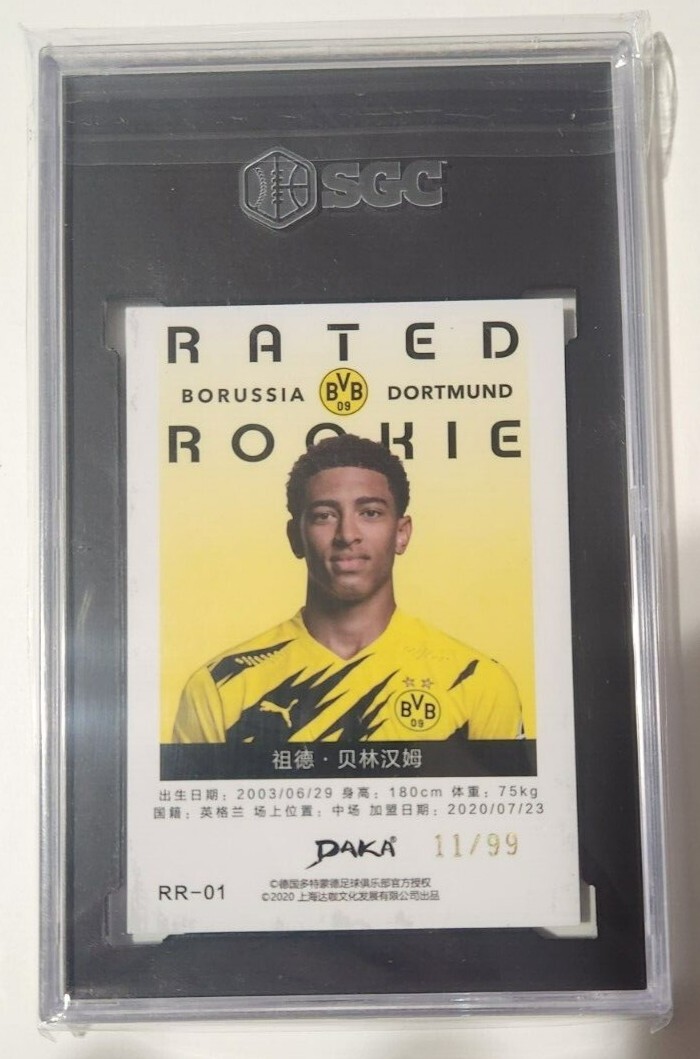 SGC
RATED
BORUSSIA BVB 09 DORTMUND
ROOKIE
BVB
09
祖德·贝林汉姆
出生日期：2003/06/29 身高：180cm 体重：75kg
国籍：英格兰 场上位置：中场 加盟日期：2020/07/23
DAKA® 11/99
©德国多特蒙德足球俱乐部官方授权
RR-01
©2020 上海达咖文化发展有限公司出品